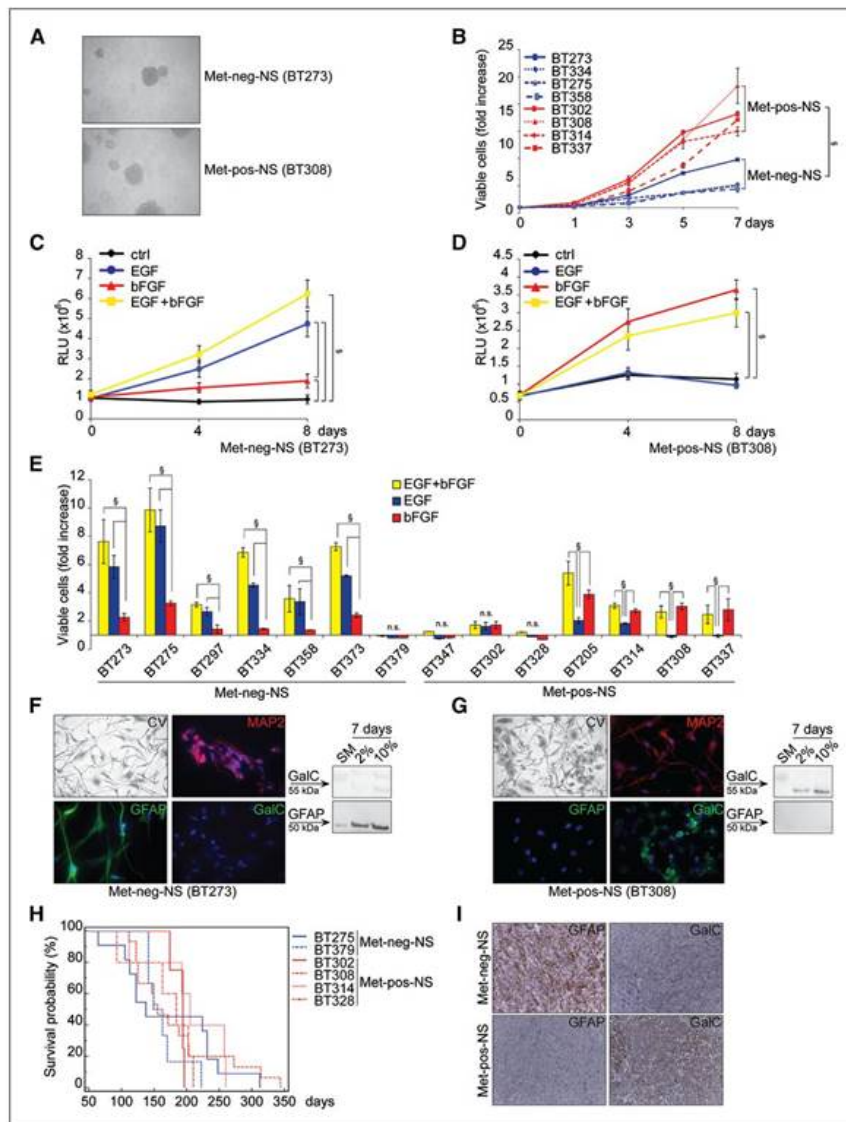 A
Met-neg-NS (BT273)
Met-pos-NS (BT308)
B
Viable cells (fold increase)
25
20
15
10
5
0
BT273
BT334
BT275
BT358
BT302
BT308
BT314
BT337
Met-pos-NS
Met-neg-NS
§
0 1 3 5 7 days
C
ctrl
EGF
bFGF
EGF+bFGF
RLU (x10⁶)
8
7
6
5
4
3
2
1
0
§
0 4 8 days
Met-neg-NS (BT273)
D
ctrl
EGF
bFGF
EGF+bFGF
RLU (x10⁶)
4.5
4
3.5
3
2.5
2
1.5
1
0.5
0
§
0 4 8 days
Met-pos-NS (BT308)
E
Viable cells (fold increase)
12
10
8
6
4
2
EGF+bFGF
EGF
bFGF
§ § § § § § n.s. n.s. n.s. n.s. § § § §
BT273 BT275 BT297 BT334 BT358 BT373 BT379 BT347 BT302 BT328 BT205 BT314 BT308 BT337
Met-neg-NS Met-pos-NS
F
CV
MAP2
GFAP
GalC
7 days
SM 2% 10%
GalC
55 kDa
GFAP
50 kDa
Met-neg-NS (BT273)
G
CV
MAP2
GFAP
GalC
7 days
SM 2% 10%
GalC
55 kDa
GFAP
50 kDa
Met-pos-NS (BT308)
H
Survival probability (%)
100
80
60
40
20
0
BT275
BT379
BT302
BT308
BT314
BT328
Met-neg-NS
Met-pos-NS
50 100 150 200 250 300 350 days
I
GFAP
GalC
Met-neg-NS
GFAP
GalC
Met-pos-NS